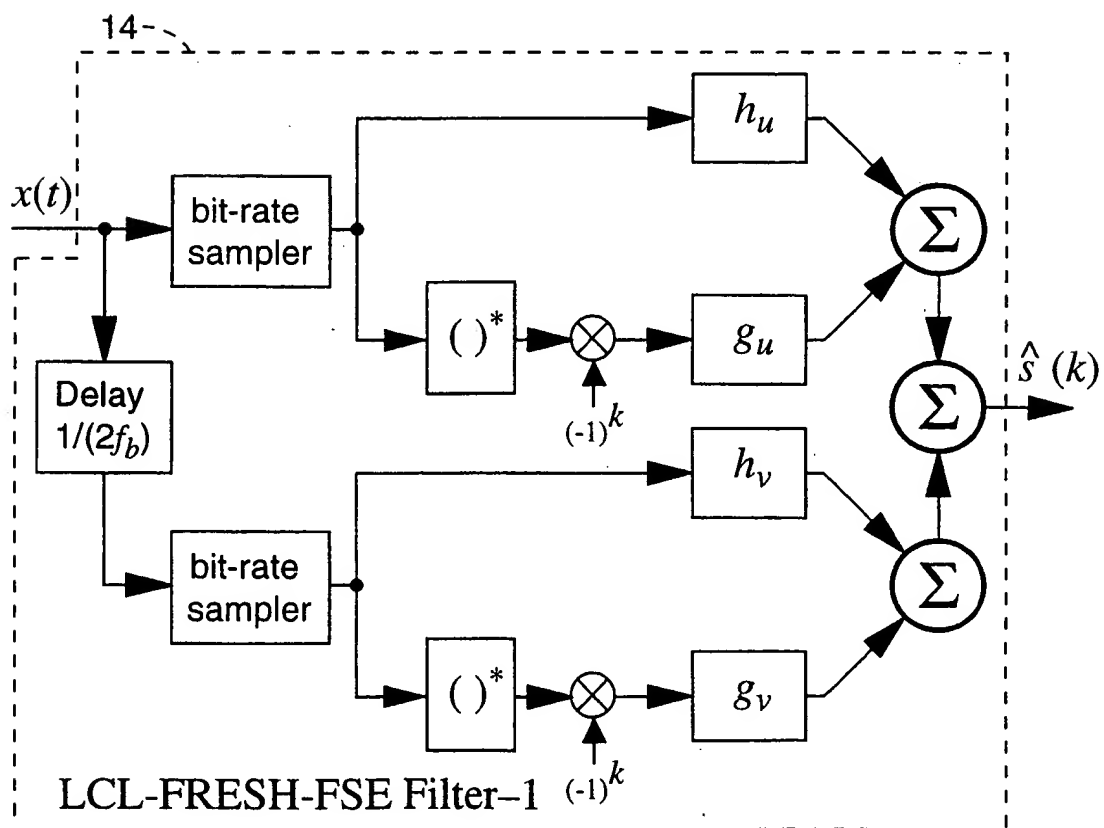 14
x(t)
bit-rate
sampler
h_u
Σ
( )*
⊗
g_u
(-1)^k
Delay
1/(2f_b)
Σ
ŝ (k)
h_v
bit-rate
sampler
Σ
( )*
⊗
g_v
(-1)^k
LCL-FRESH-FSE Filter–1